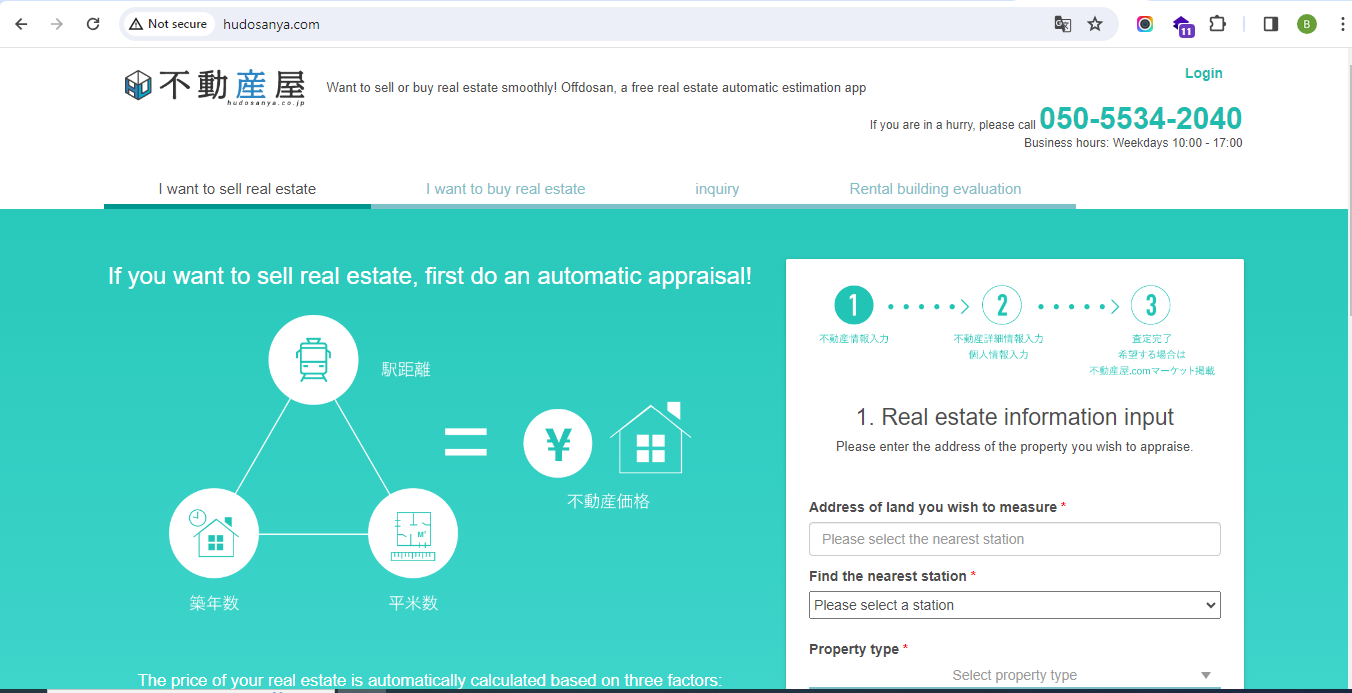 Not secure
hudosanya.com
11
B
不動産屋
hudosanya.co.jp
Want to sell or buy real estate smoothly! Offdosan, a free real estate automatic estimation app
Login
If you are in a hurry, please call 050-5534-2040
Business hours: Weekdays 10:00 - 17:00
I want to sell real estate
I want to buy real estate
inquiry
Rental building evaluation
If you want to sell real estate, first do an automatic appraisal!
駅距離
¥
不動産価格
M²
築年数
平米数
The price of your real estate is automatically calculated based on three factors:
1
2
3
不動産情報入力
不動産詳細情報入力
個人情報入力
査定完了
希望する場合は
不動産屋.comマーケット掲載
1. Real estate information input
Please enter the address of the property you wish to appraise.
Address of land you wish to measure *
Please select the nearest station
Find the nearest station *
Please select a station
Property type *
Select property type